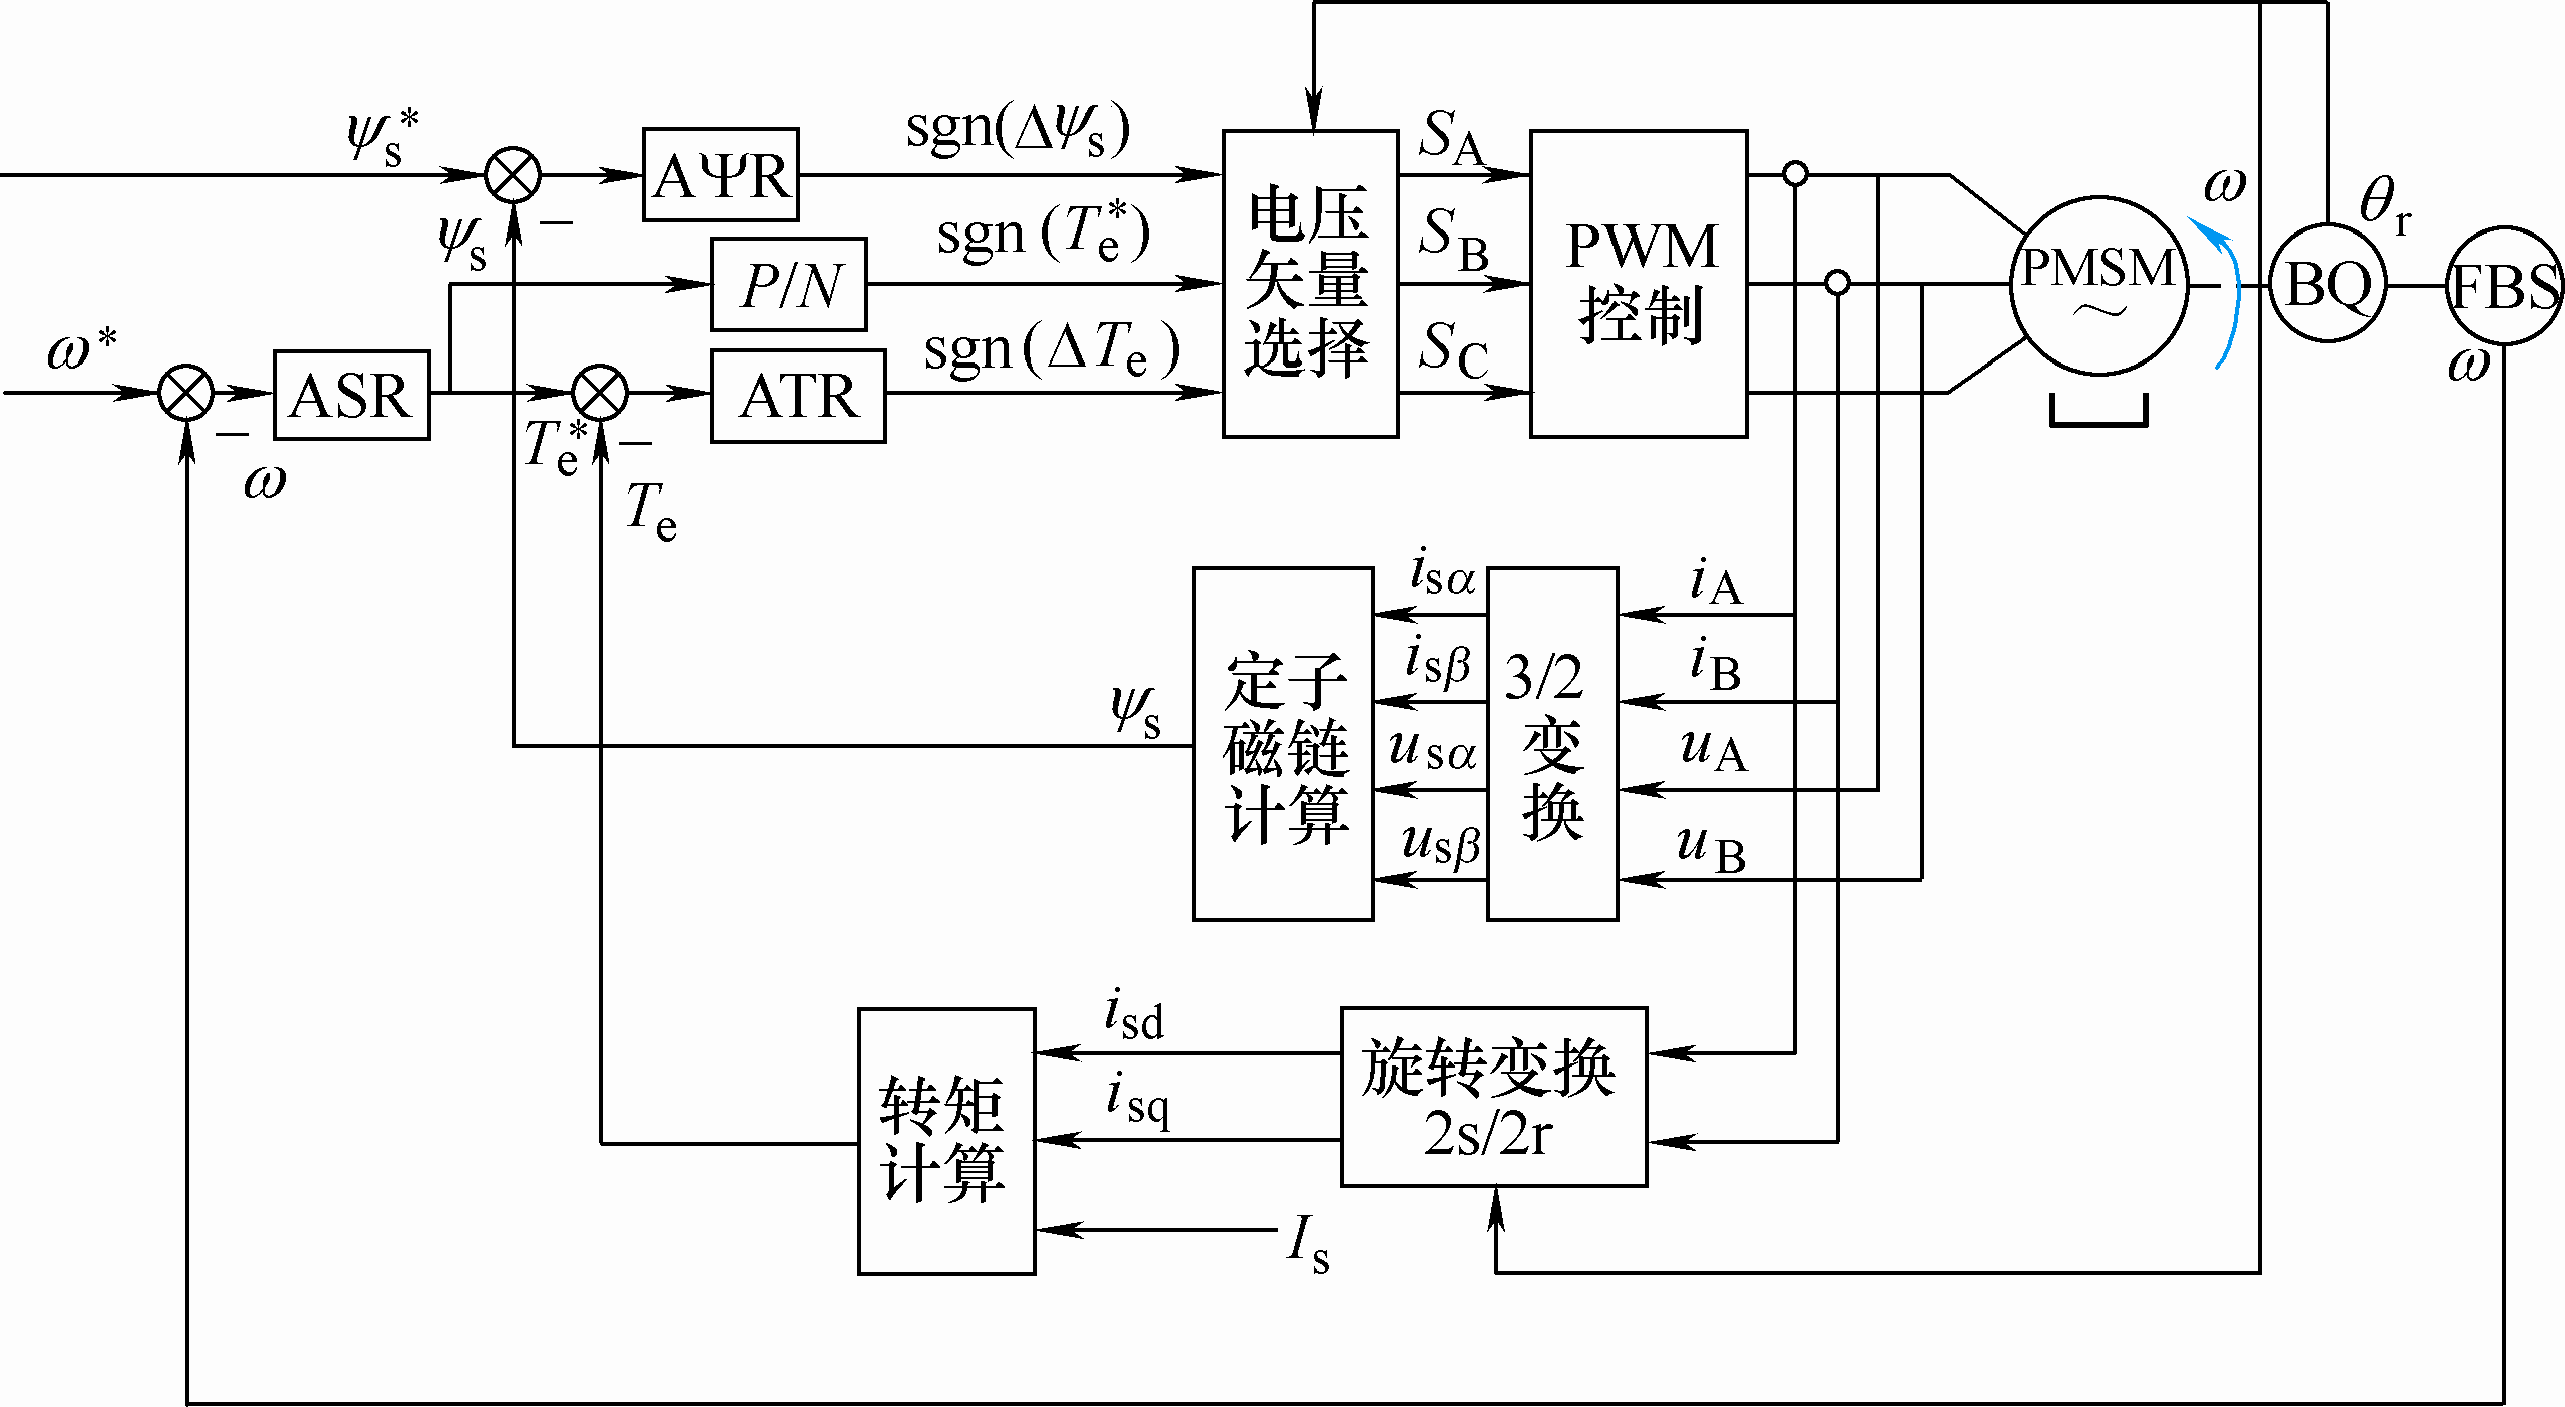 ψs*
AΨR
sgn(Δψs)
ψs
−
P/N
sgn(Te*)
ω*
−
ω
ASR
Te*
−
Te
ATR
sgn(ΔTe)
电压
矢量
选择
SA
SB
SC
PWM
控制
PMSM
~
ω
θr
BQ
FBS
ω
定子
磁链
计算
ψs
isα
isβ
usα
usβ
3/2
变
换
iA
iB
uA
uB
转矩
计算
isd
isq
Is
旋转变换
2s/2r